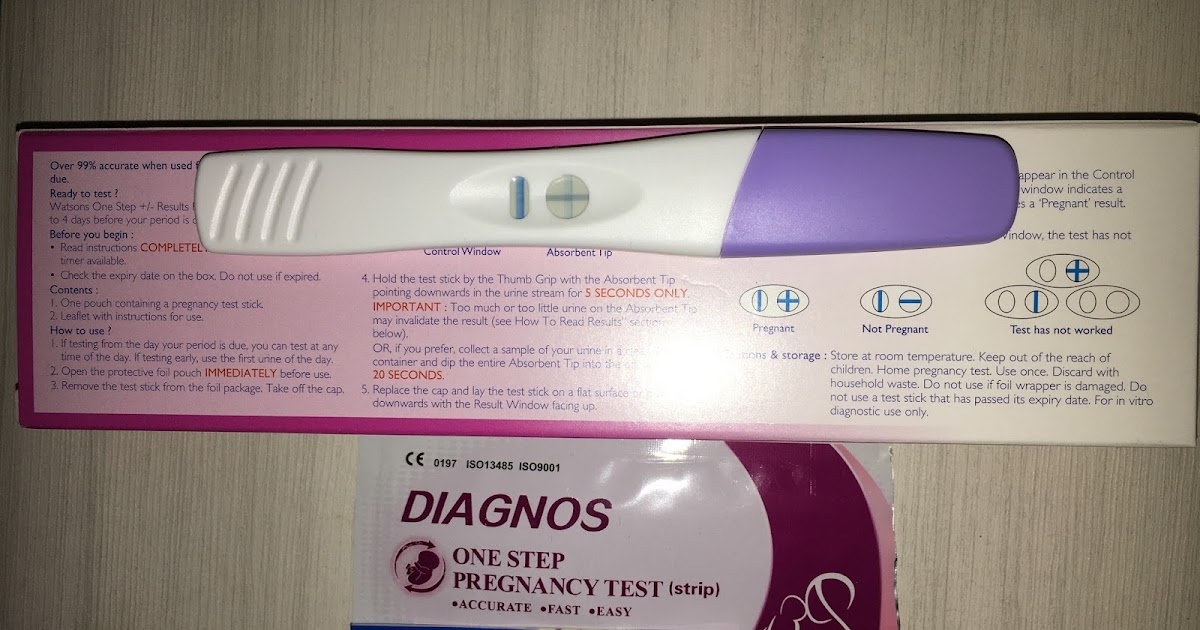 Over 99% accurate when used
due.
Ready to test ?
Watsons One Step +/- Results
to 4 days before your period is
Before you begin :
• Read instructions COMPLETEL
timer available.
• Check the expiry date on the box. Do not use if expired.
Contents :
1. One pouch containing a pregnancy test stick.
2. Leaflet with instructions for use.
How to use ?
1. If testing from the day your period is due, you can test at any
time of the day. If testing early, use the first urine of the day.
2. Open the protective foil pouch IMMEDIATELY before use.
3. Remove the test stick from the foil package. Take off the cap.
Control Window
Absorbent Tip
4. Hold the test stick by the Thumb Grip with the Absorbent Tip
pointing downwards in the urine stream for 5 SECONDS ONLY.
IMPORTANT : Too much or too little urine on the Absorbent Tip
may invalidate the result (see How To Read Results" section
below).
OR, if you prefer, collect a sample of your urine in a
container and dip the entire Absorbent Tip into the
20 SECONDS.
5. Replace the cap and lay the test stick on a flat surface
downwards with the Result Window facing up.
appear in the Control
window indicates a
es a 'Pregnant' result.
indow, the test has not
Pregnant
Not Pregnant
Test has not worked
& storage : Store at room temperature. Keep out of the reach of
children. Home pregnancy test. Use once. Discard with
household waste. Do not use if foil wrapper is damaged. Do
not use a test stick that has passed its expiry date. For in vitro
diagnostic use only.
CE 0197 ISO13485 ISO9001
DIAGNOS
ONE STEP
PREGNANCY TEST (strip)
•ACCURATE •FAST •EASY